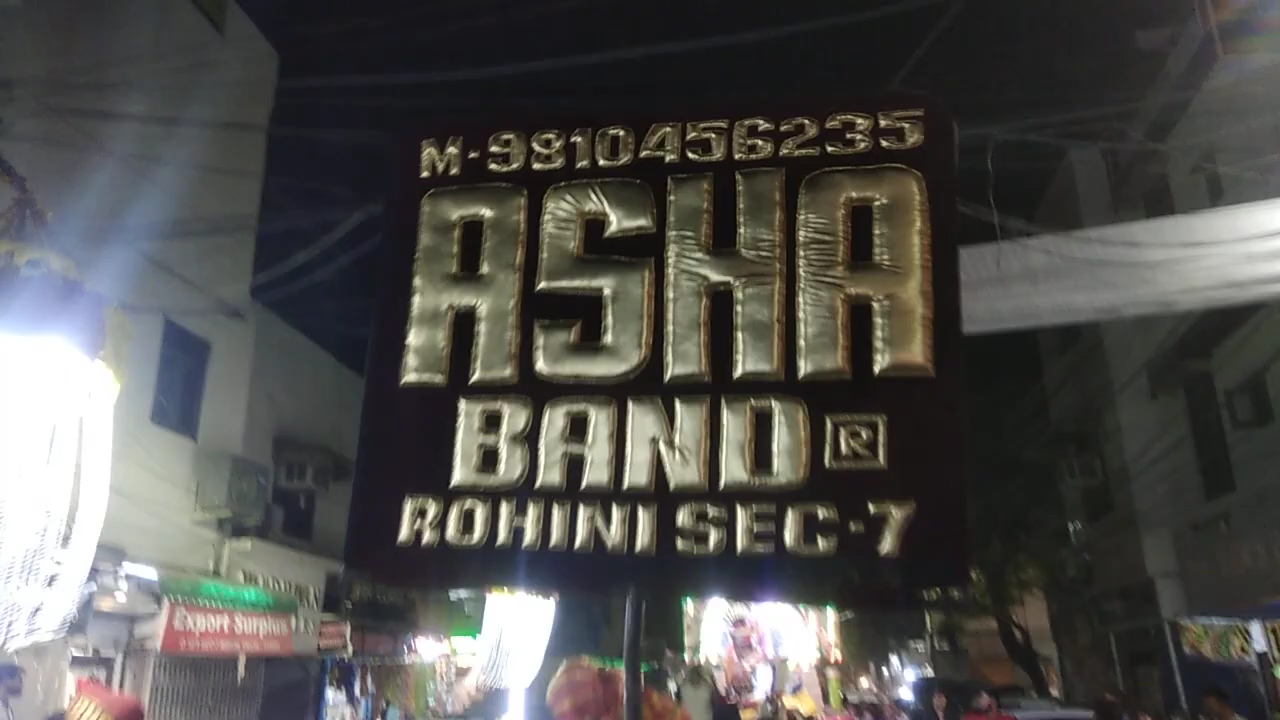 M-9810456235
ASHA
BAND R
ROHINI SEC-7
Export Surplus